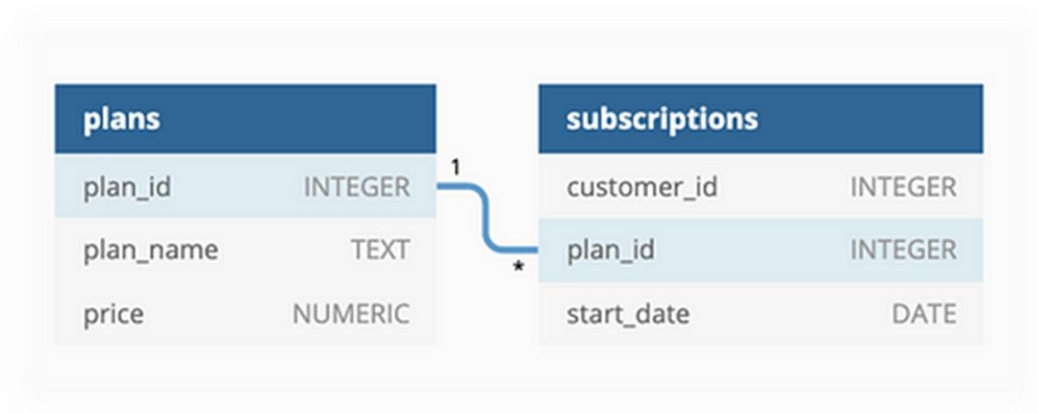 plans
plan_id INTEGER
plan_name TEXT
price NUMERIC
1
*
subscriptions
customer_id INTEGER
plan_id INTEGER
start_date DATE